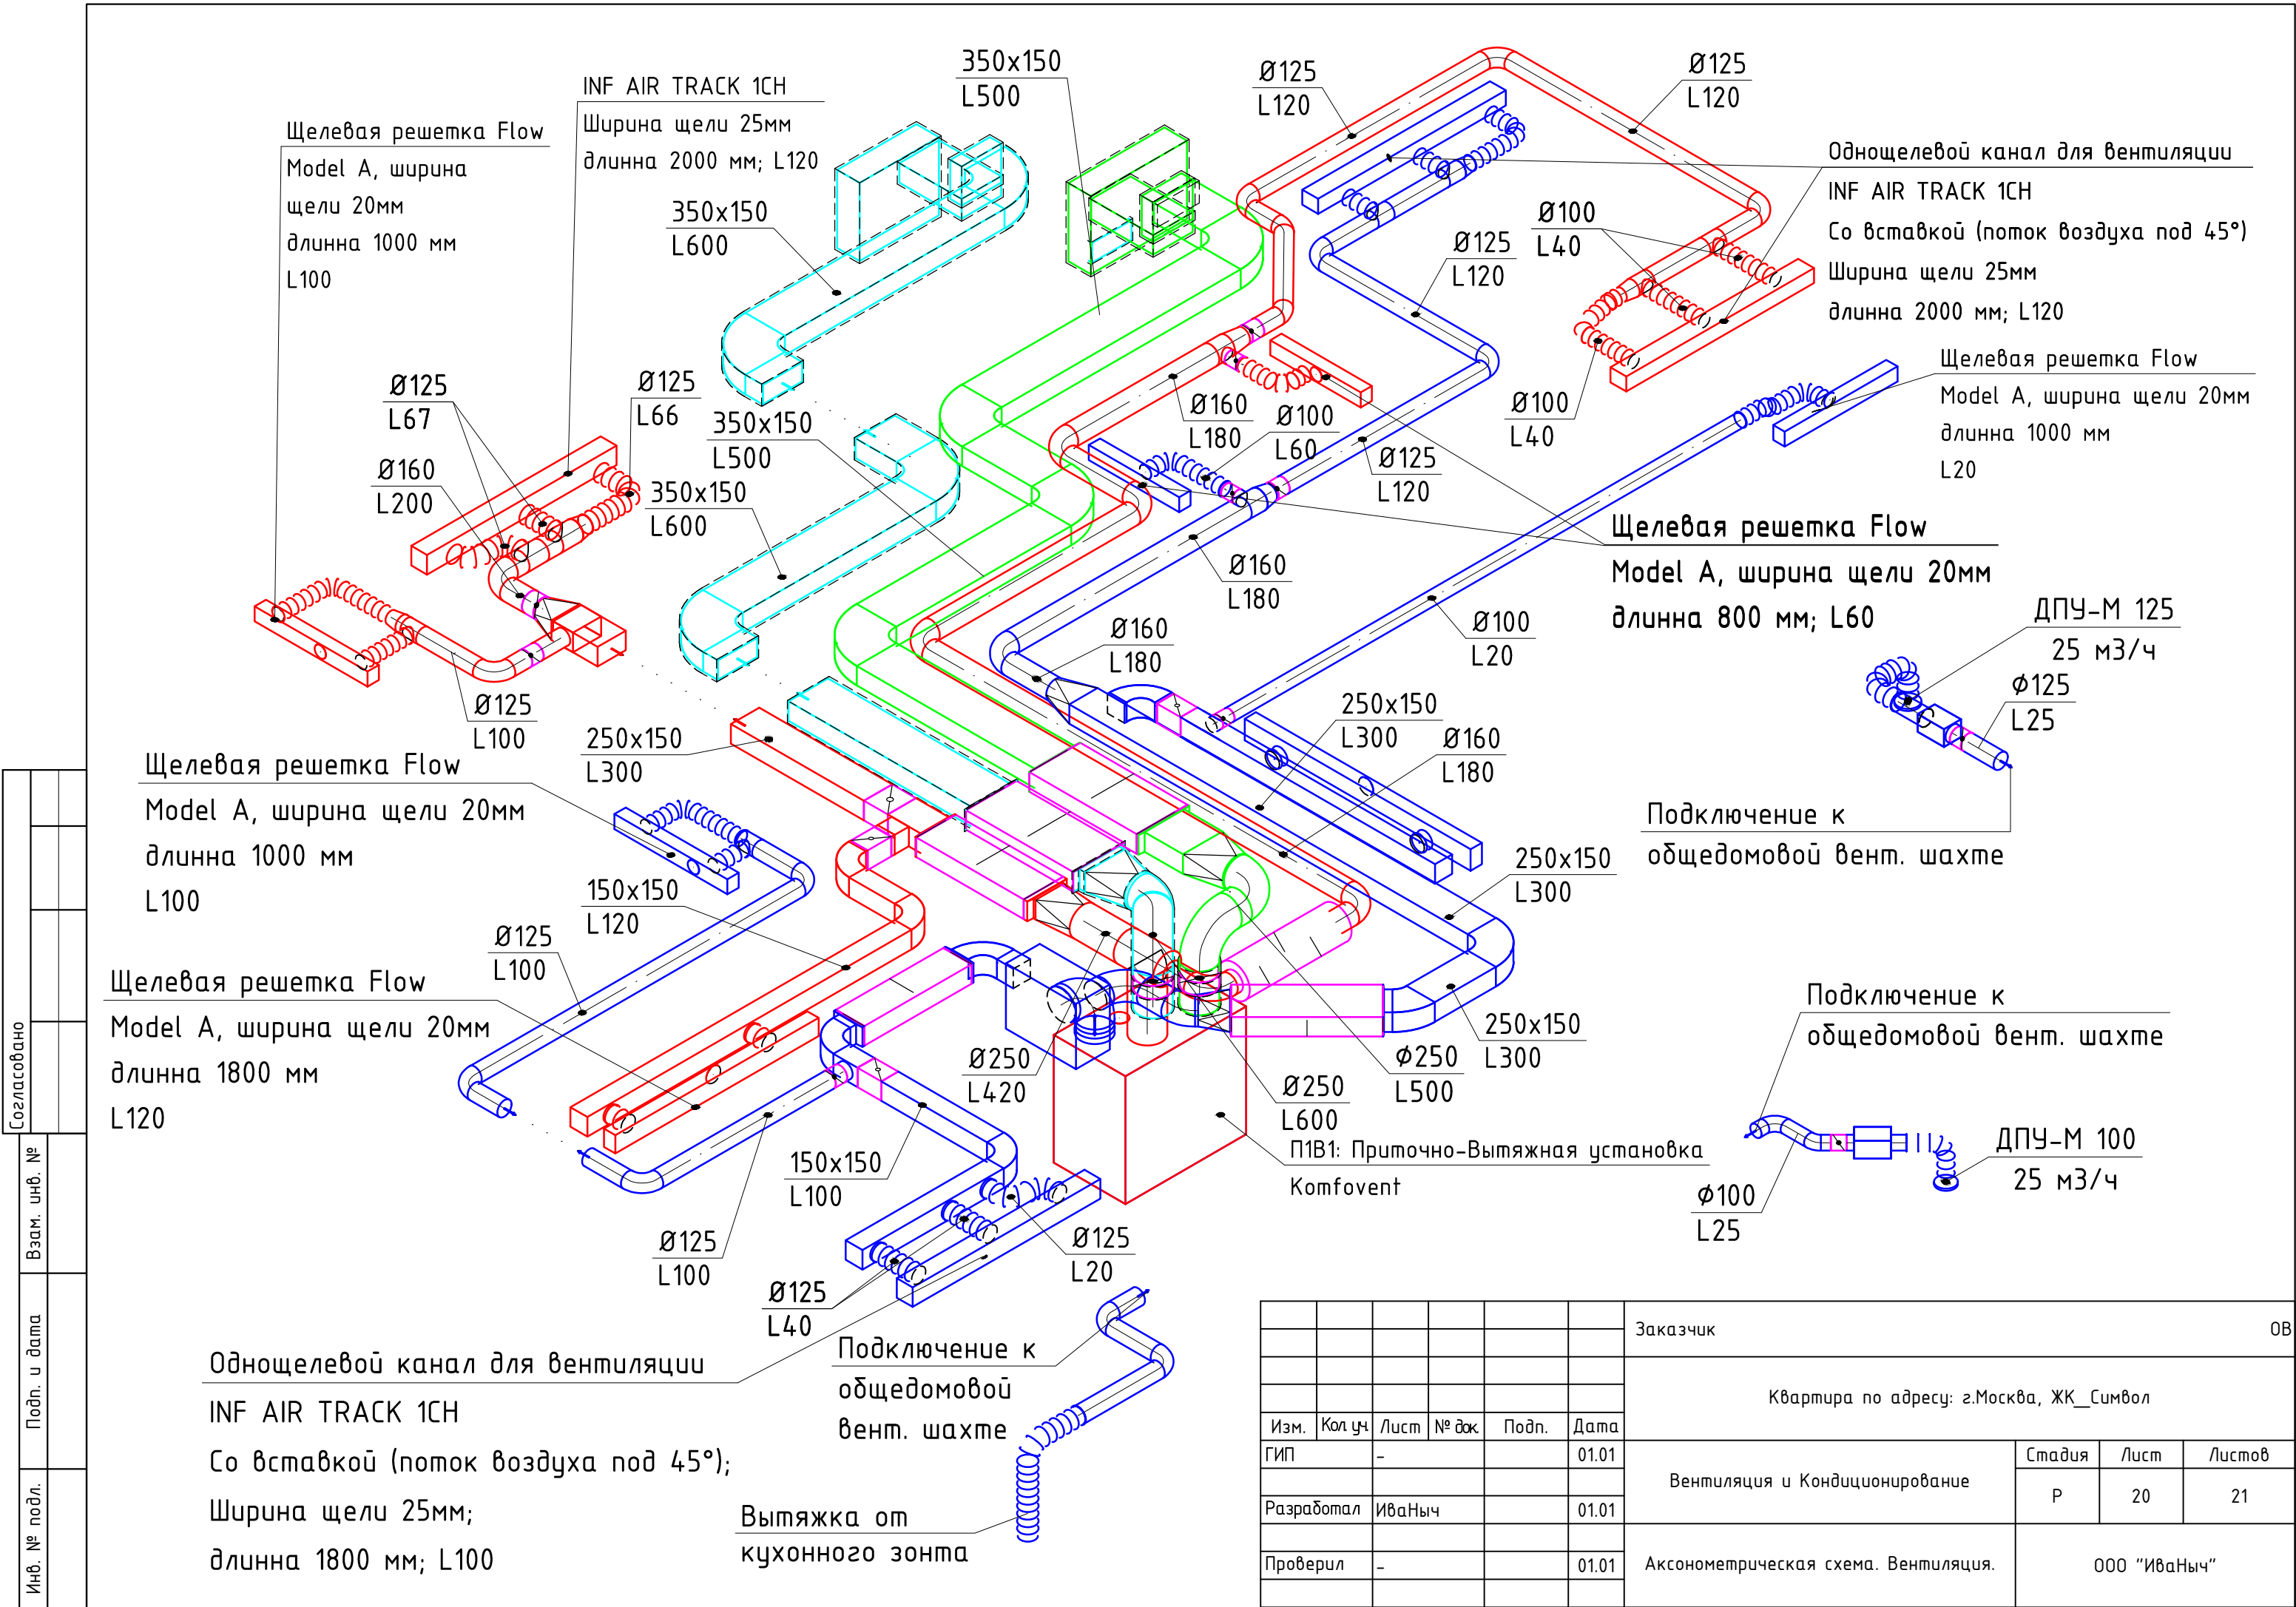 350х150
L500
Ø125
L120
Ø125
L120
INF AIR TRACK 1CH
Ширина щели 25мм
длинна 2000 мм; L120
Щелевая решетка Flow
Model A, ширина
щели 20мм
длинна 1000 мм
L100
350х150
L600
Однощелевой канал для вентиляции
INF AIR TRACK 1CH
Со вставкой (поток воздуха под 45°)
Ширина щели 25мм
длинна 2000 мм; L120
Ø100
L40
Ø125
L120
Щелевая решетка Flow
Model A, ширина щели 20мм
длинна 1000 мм
L20
Ø125
L67
Ø125
L66
Ø160
L180
Ø100
L60
Ø100
L40
350х150
L500
Ø125
L120
Ø160
L200
350х150
L600
Щелевая решетка Flow
Model A, ширина щели 20мм
длинна 800 мм; L60
Ø160
L180
Ø100
L20
Ø160
L180
ДПУ-М 125
25 м3/ч
Ø125
L25
Ø125
L100
250х150
L300
250х150
L300
Ø160
L180
Щелевая решетка Flow
Model A, ширина щели 20мм
длинна 1000 мм
L100
Подключение к
общедомовой вент. шахте
250х150
L300
150х150
L120
Ø125
L100
Щелевая решетка Flow
Model A, ширина щели 20мм
длинна 1800 мм
L120
Подключение к
общедомовой вент. шахте
250х150
L300
Ø250
L420
Ø250
L500
Ø250
L600
П1В1: Приточно-Вытяжная установка
Komfovent
ДПУ-М 100
25 м3/ч
Ø100
L25
150х150
L100
Ø125
L100
Ø125
L20
Ø125
L40
Однощелевой канал для вентиляции
INF AIR TRACK 1CH
Со вставкой (поток воздуха под 45°);
Ширина щели 25мм;
длинна 1800 мм; L100
Подключение к
общедомовой
вент. шахте
Вытяжка от
кухонного зонта
Согласовано
Взам. инв. №
Подп. и дата
Инв. № подл.
Заказчик ОВ
Квартира по адресу: г.Москва, ЖК__Символ
Изм. Кол.уч Лист № док. Подп. Дата
ГИП - 01.01
Вентиляция и Кондиционирование
Стадия Лист Листов
Р 20 21
Разработал ИваНыч 01.01
Проверил - 01.01
Аксонометрическая схема. Вентиляция.
ООО "ИваНыч"